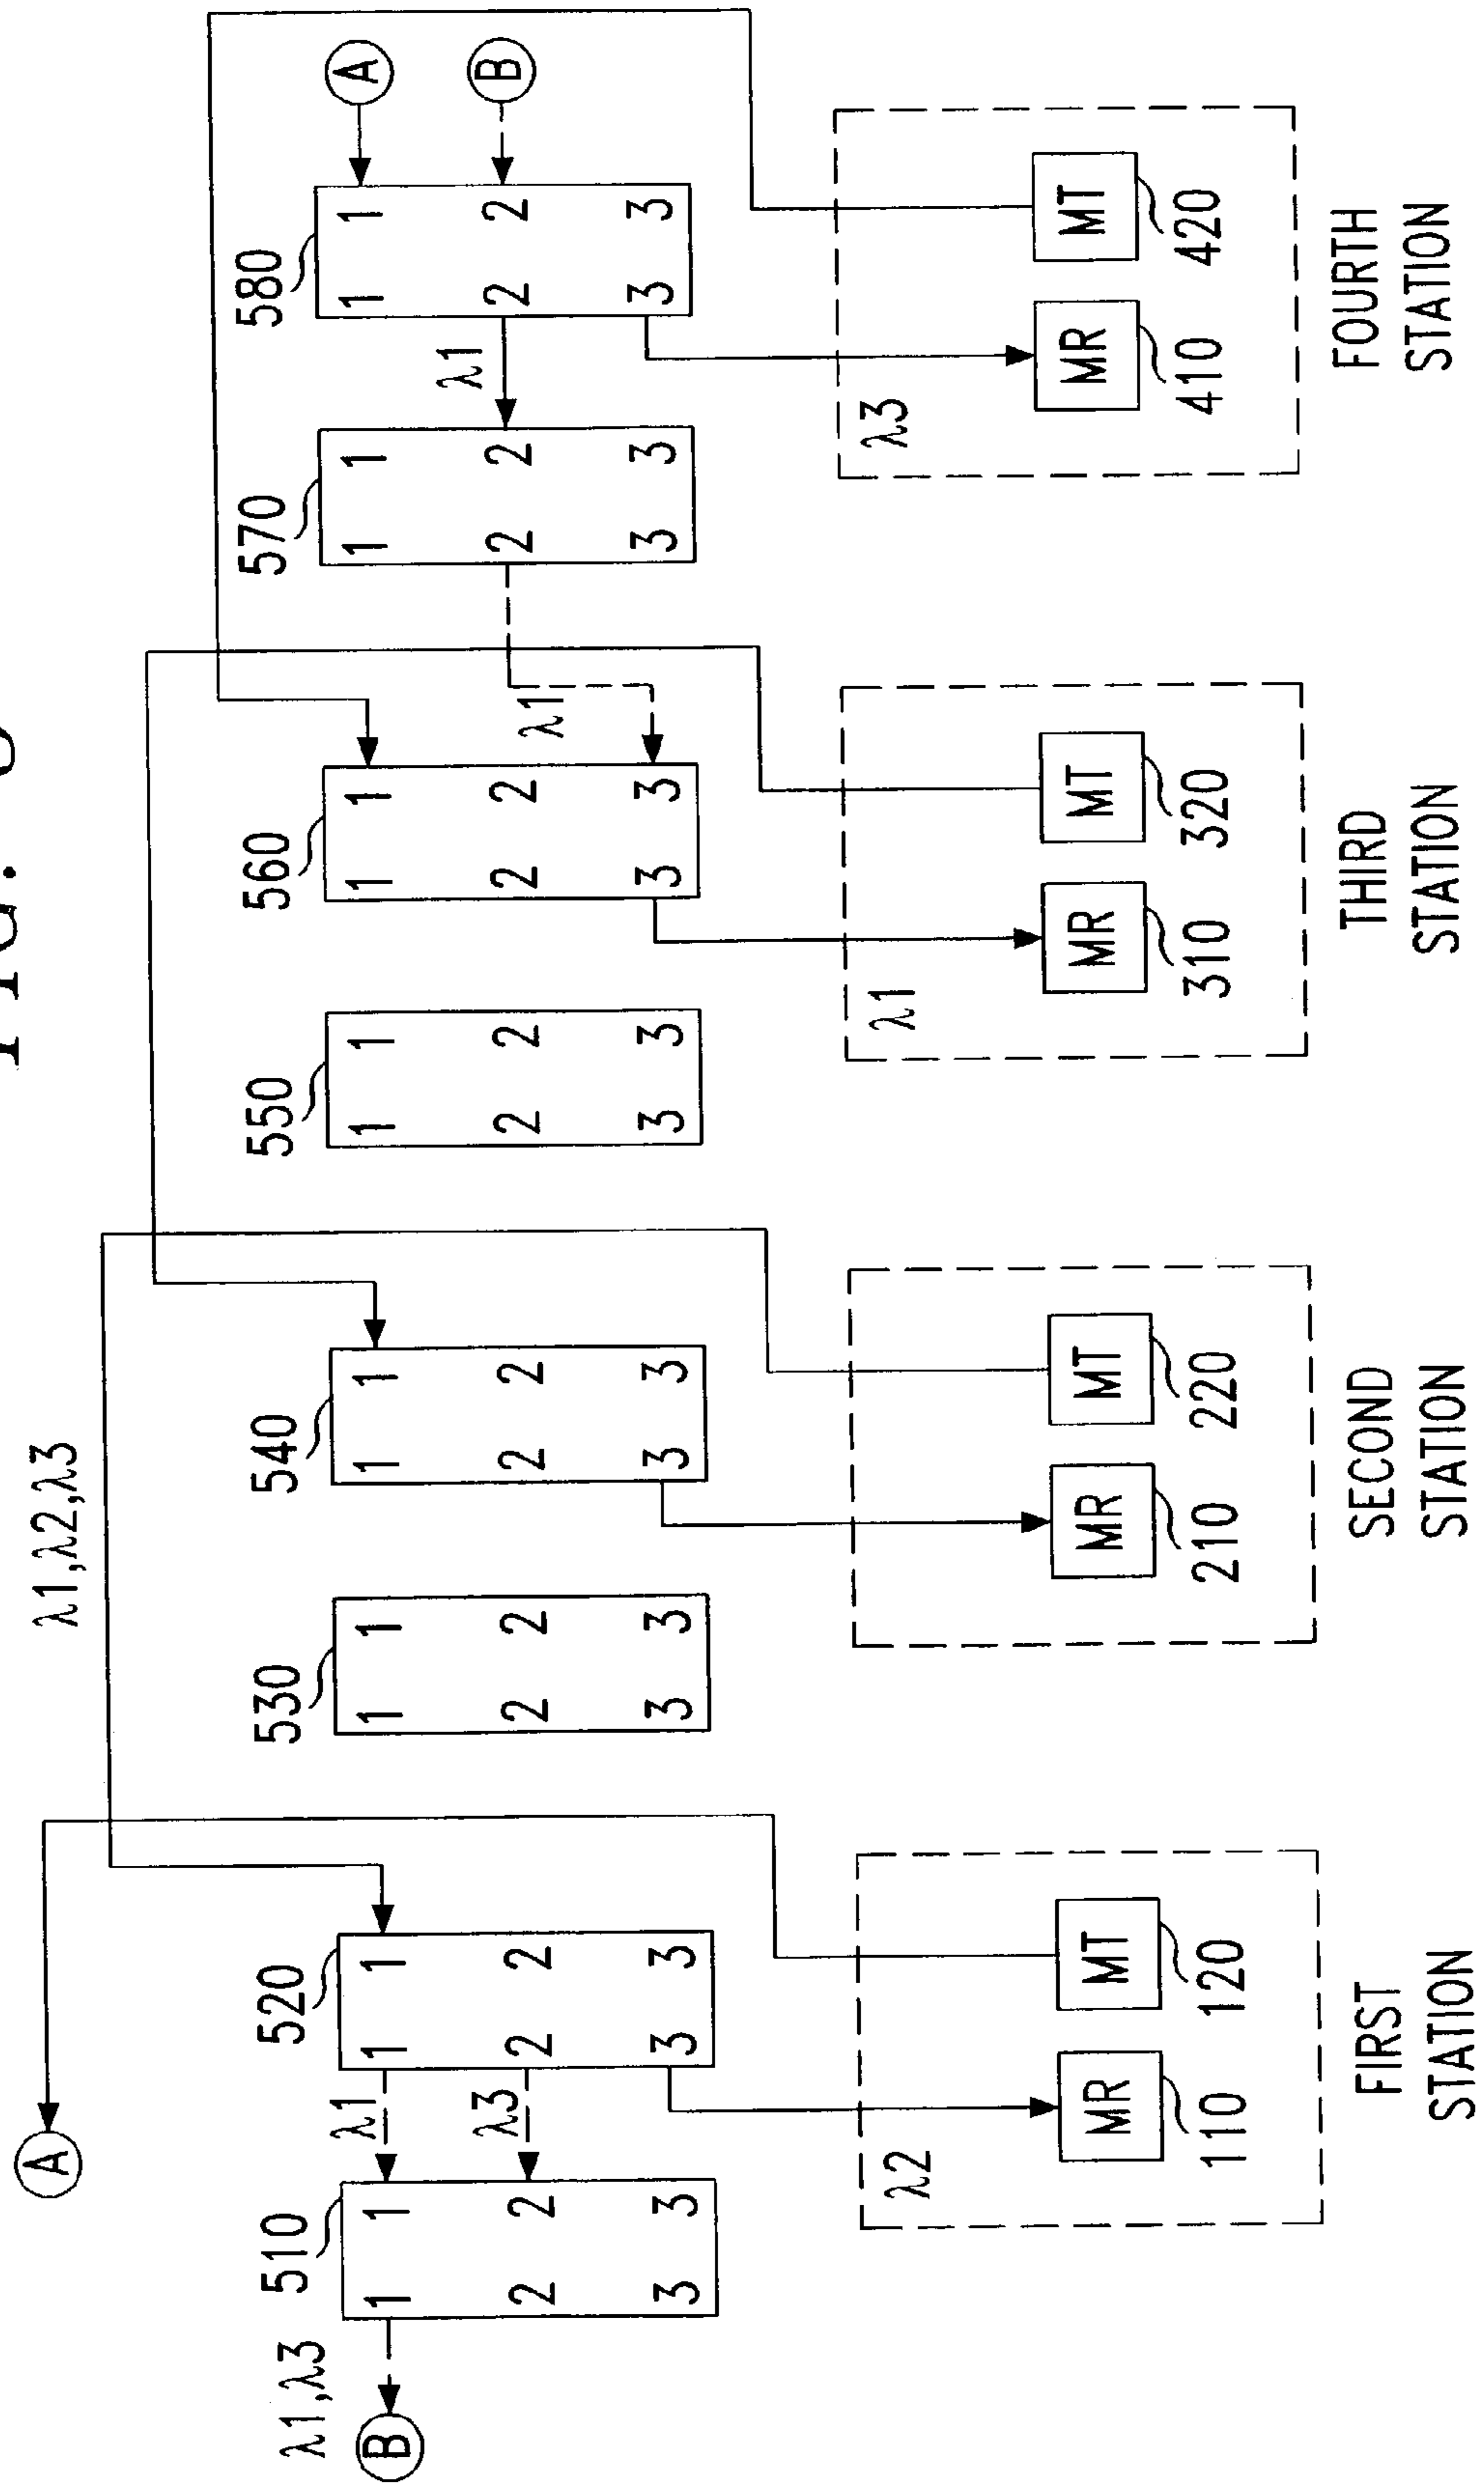 FIG.
A
λ1,λ2,λ3
λ1,λ3
510
520
530
540
550
560
570
580
B
1 1
λ1
1 1
1 1
1 1
1 1
1 1
1 1
1 1
A
2 2
λ3
2 2
2 2
2 2
2 2
2 2
λ1
2 2
λ1
2 2
B
3 3
3 3
3 3
3 3
3 3
3 3
3 3
3 3
λ2
λ1
λ3
MR
MT
MR
MT
MR
MT
MR
MT
110
120
210
220
310
320
410
420
FIRST
STATION
SECOND
STATION
THIRD
STATION
FOURTH
STATION